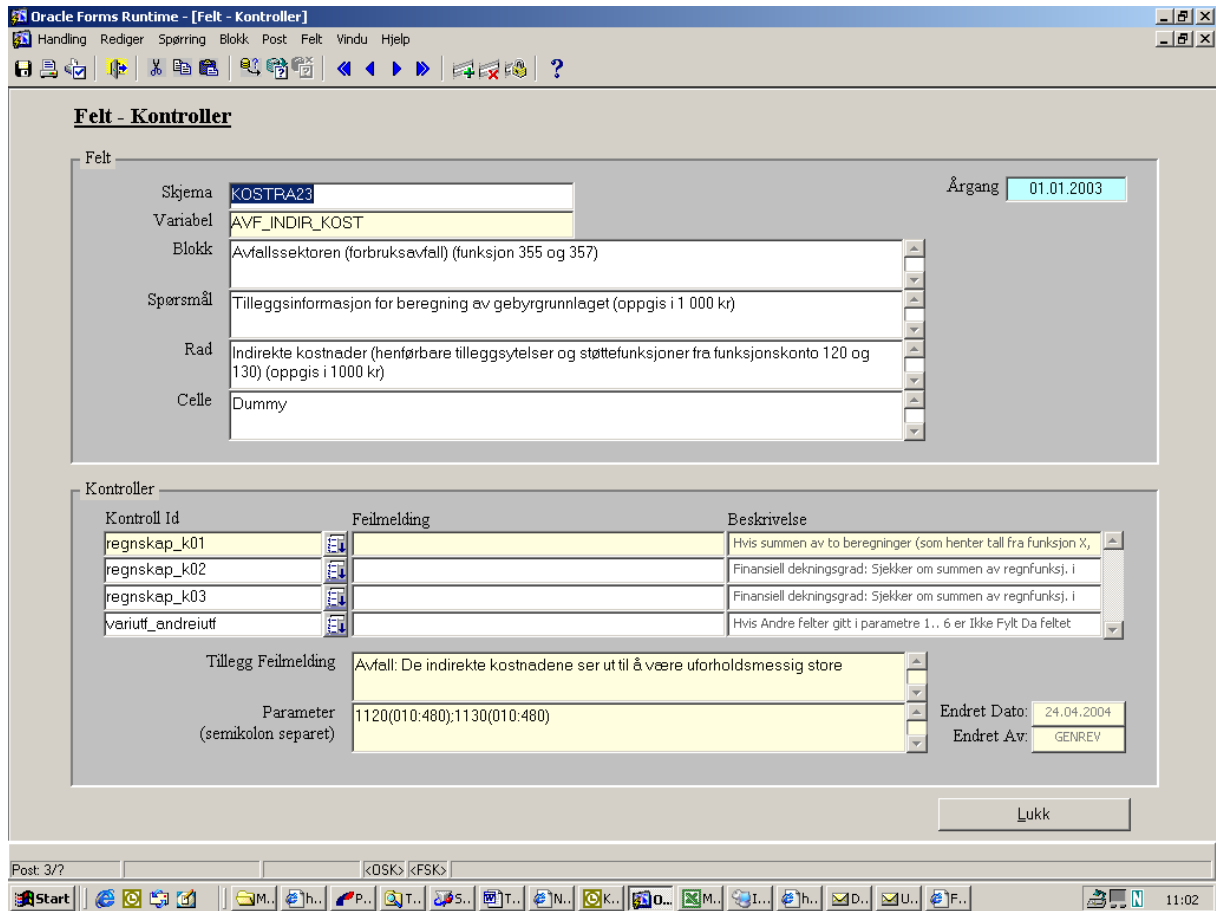 Oracle Forms Runtime - [Felt - Kontroller]
Handling Rediger Spørring Blokk Post Felt Vindu Hjelp
Felt - Kontroller
Felt
Skjema KOSTRA23 Årgang 01.01.2003
Variabel AVF_INDIR_KOST
Blokk Avfallssektoren (forbruksavfall) (funksjon 355 og 357)
Spørsmål Tilleggsinformasjon for beregning av gebyrgrunnlaget (oppgis i 1 000 kr)
Rad Indirekte kostnader (henførbare tilleggsytelser og støttefunksjoner fra funksjonskonto 120 og
130) (oppgis i 1000 kr)
Celle Dummy
Kontroller
Kontroll Id Feilmelding Beskrivelse
regnskap_k01 Hvis summen av to beregninger (som henter tall fra funksjon X,
regnskap_k02 Finansiell dekningsgrad: Sjekker om summen av regnfunksj. i
regnskap_k03 Finansiell dekningsgrad: Sjekker om summen av regnfunksj. i
variutf_andreiutf Hvis Andre felter gitt i parametre 1.. 6 er Ikke Fylt Da feltet
Tillegg Feilmelding Avfall: De indirekte kostnadene ser ut til å være uforholdsmessig store
Parameter 1120(010:480);1130(010:480) Endret Dato: 24.04.2004
(semikolon separet) Endret Av: GENREV
Lukk
Post: 3/? <OSK> <FSK>
Start M.. h.. P.. T.. S.. T.. N.. K.. O... M.. I... h.. D.. U.. F.. N 11:02